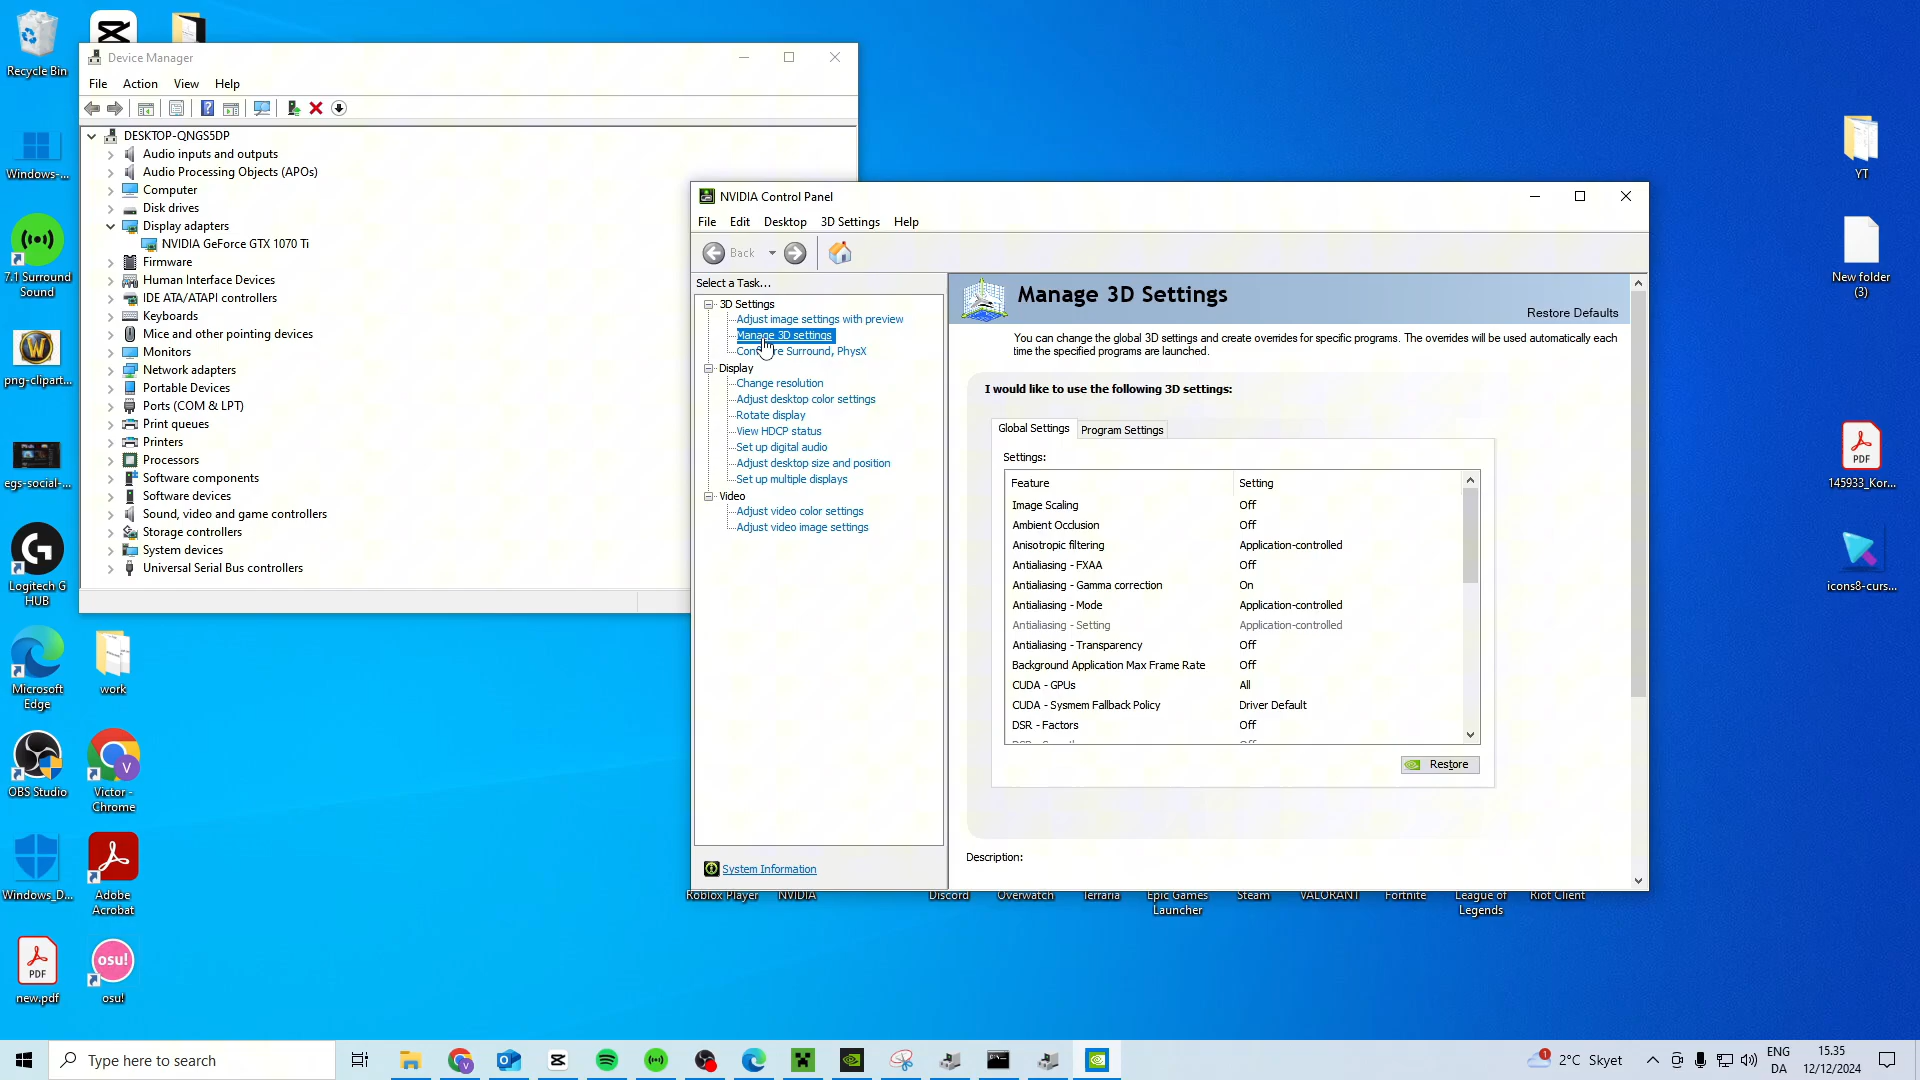 Recycle Bin
Windows-...
7.1 Surround
Sound
png-clipart...
egs-social-...
Logitech G
HUB
Microsoft
Edge
work
OBS Studio
Victor -
Chrome
Windows_D...
Adobe
Acrobat
PDF
new.pdf
osu!
osu!
Device Manager
File
Action
View
Help
DESKTOP-QNGS5DP
Audio inputs and outputs
Audio Processing Objects (APOs)
Computer
Disk drives
Display adapters
NVIDIA GeForce GTX 1070 Ti
Firmware
Human Interface Devices
IDE ATA/ATAPI controllers
Keyboards
Mice and other pointing devices
Monitors
Network adapters
Portable Devices
Ports (COM & LPT)
Print queues
Printers
Processors
Software components
Software devices
Sound, video and game controllers
Storage controllers
System devices
Universal Serial Bus controllers
NVIDIA Control Panel
File
Edit
Desktop
3D Settings
Help
Back
Select a Task...
3D Settings
Adjust image settings with preview
Manage 3D settings
Surround, PhysX
Display
Change resolution
Adjust desktop color settings
Rotate display
View HDCP status
Set up digital audio
Adjust desktop size and position
Set up multiple displays
Video
Adjust video color settings
Adjust video image settings
System Information
Manage 3D Settings
Restore Defaults
You can change the global 3D settings and create overrides for specific programs. The overrides will be used automatically each
time the specified programs are launched.
I would like to use the following 3D settings:
Global Settings
Program Settings
Settings:
Feature Setting
Image Scaling Off
Ambient Occlusion Off
Anisotropic filtering Application-controlled
Antialiasing - FXAA Off
Antialiasing - Gamma correction On
Antialiasing - Mode Application-controlled
Antialiasing - Setting Application-controlled
Antialiasing - Transparency Off
Background Application Max Frame Rate Off
CUDA - GPUs All
CUDA - Sysmem Fallback Policy Driver Default
DSR - Factors Off
Restore
Description:
Roblox Player
NVIDIA
Discord
Overwatch
Terraria
Epic Games
Launcher
Steam
VALORANT
Fortnite
League of
Legends
Riot Client
YT
New folder
(3)
PDF
145933_Kor...
icons8-curs...
Type here to search
1
2°C Skyet
ENG
DA
15.35
12/12/2024